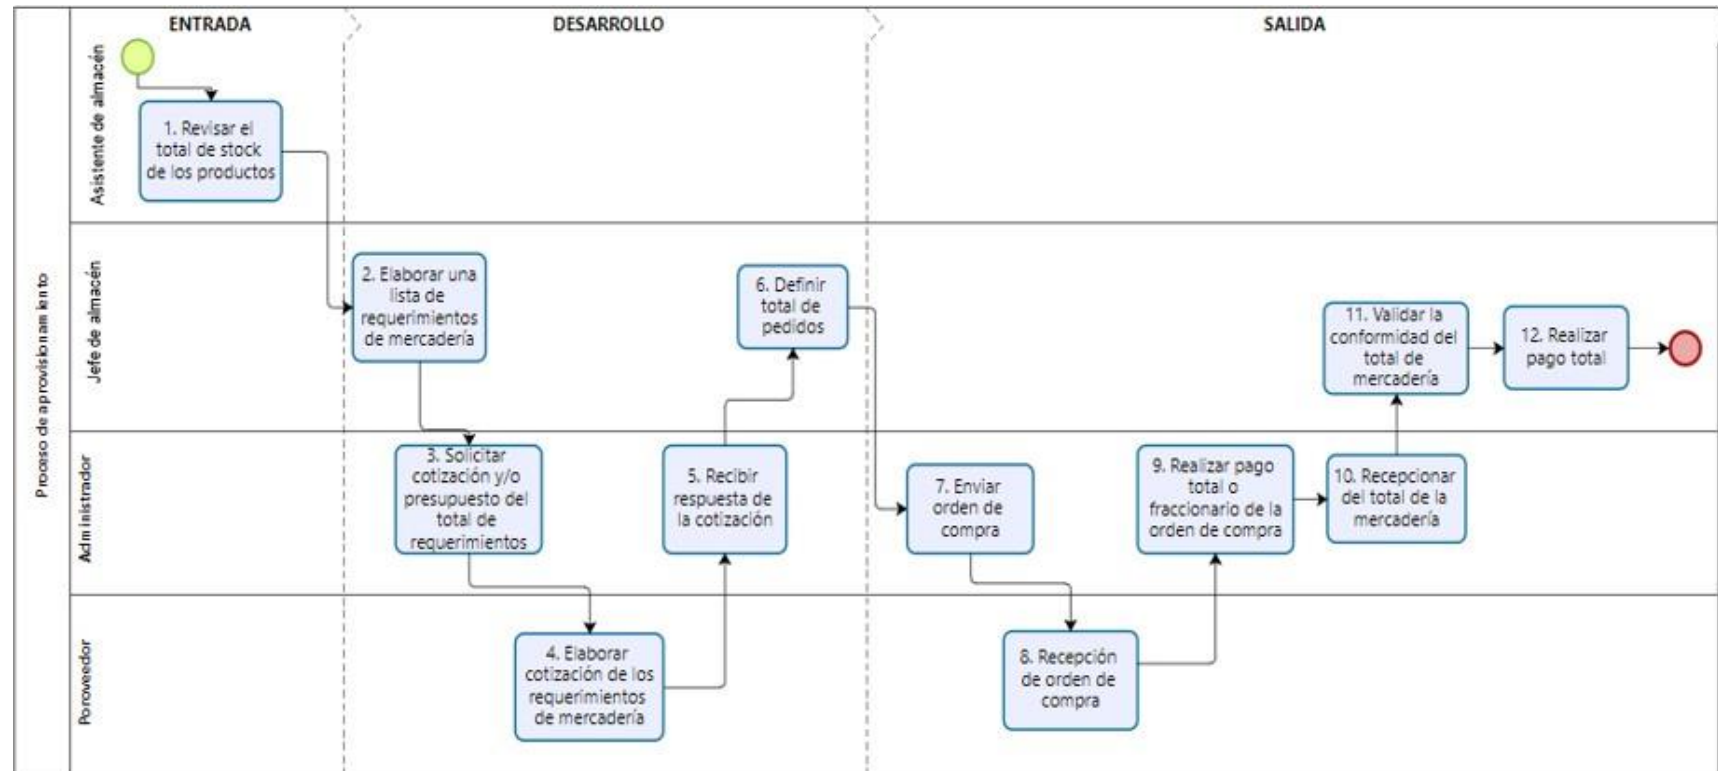 ENTRADA
DESARROLLO
SALIDA
Proceso de aprovisionamiento
Asistente de almacén
1. Revisar el
total de stock
de los productos
Jefe de almacén
2. Elaborar una
lista de
requerimientos
de mercadería
6. Definir
total de
pedidos
11. Validar la
conformidad del
total de
mercadería
12. Realizar
pago total
Administrador
3. Solicitar
cotización y/o
presupuesto del
total de
requerimientos
5. Recibir
respuesta de
la cotización
7. Enviar
orden de
compra
9. Realizar pago
total o
fraccionario de la
orden de compra
10. Recepcionar
del total de la
mercadería
Poroveedor
4. Elaborar
cotización de los
requerimientos
de mercadería
8. Recepción
de orden de
compra